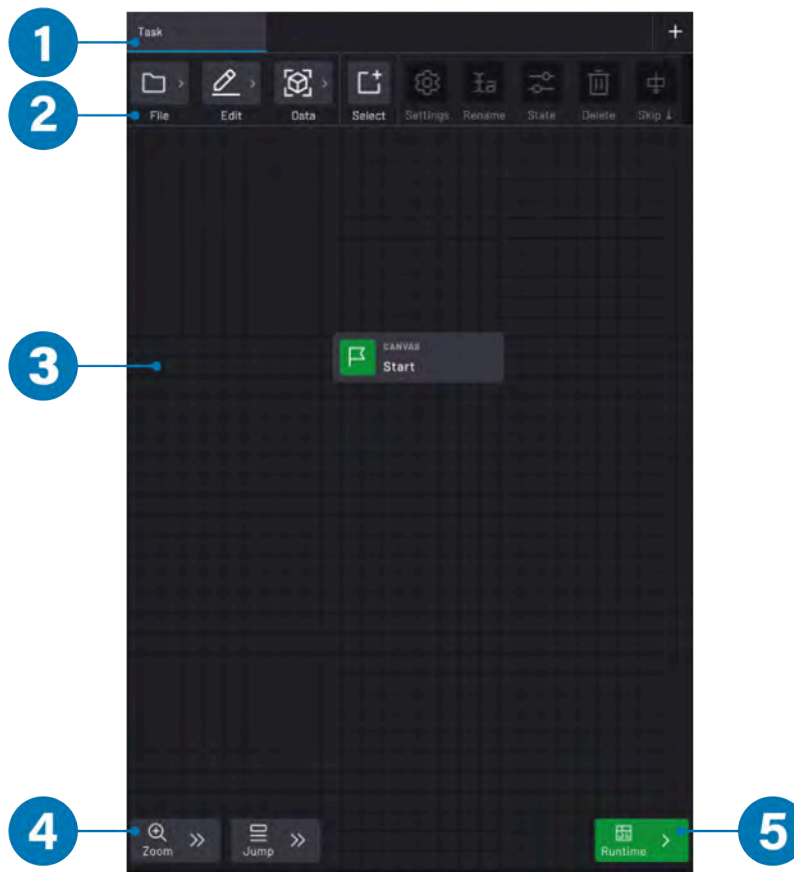 1
Task
+
2
File Edit Data Select Settings Rename State Delete Skip ↓
3
CANVAS
Start
4
Zoom Jump
Runtime
5